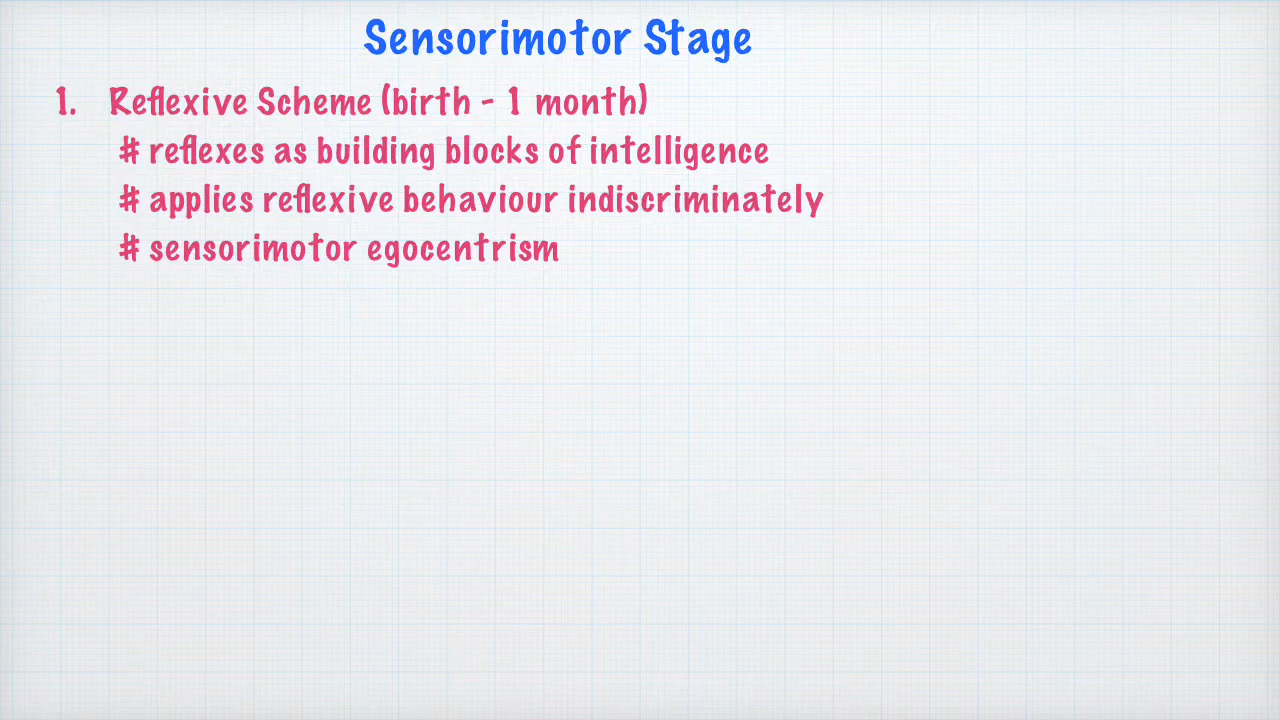 Sensorimotor Stage
1. Reflexive Scheme (birth - 1 month)
# reflexes as building blocks of intelligence
# applies reflexive behaviour indiscriminately
# sensorimotor egocentrism